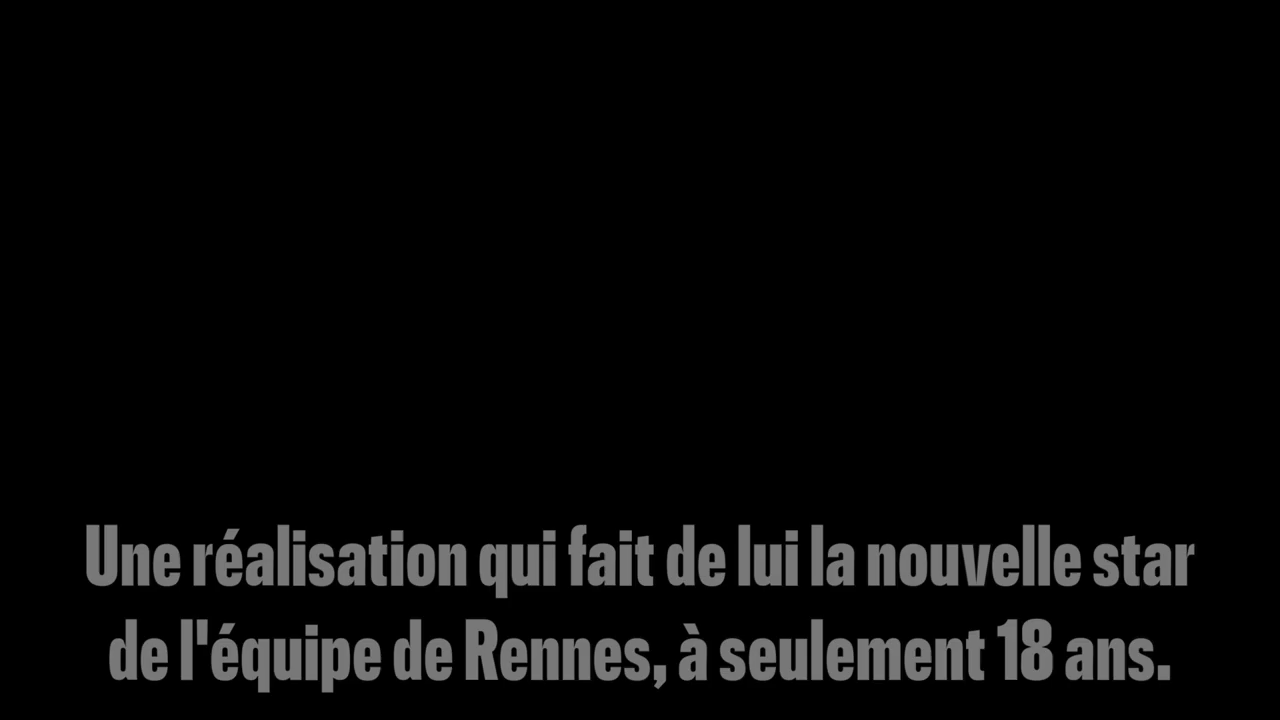 Une réalisation qui fait de lui la nouvelle star
de l'équipe de Rennes, à seulement 18 ans.